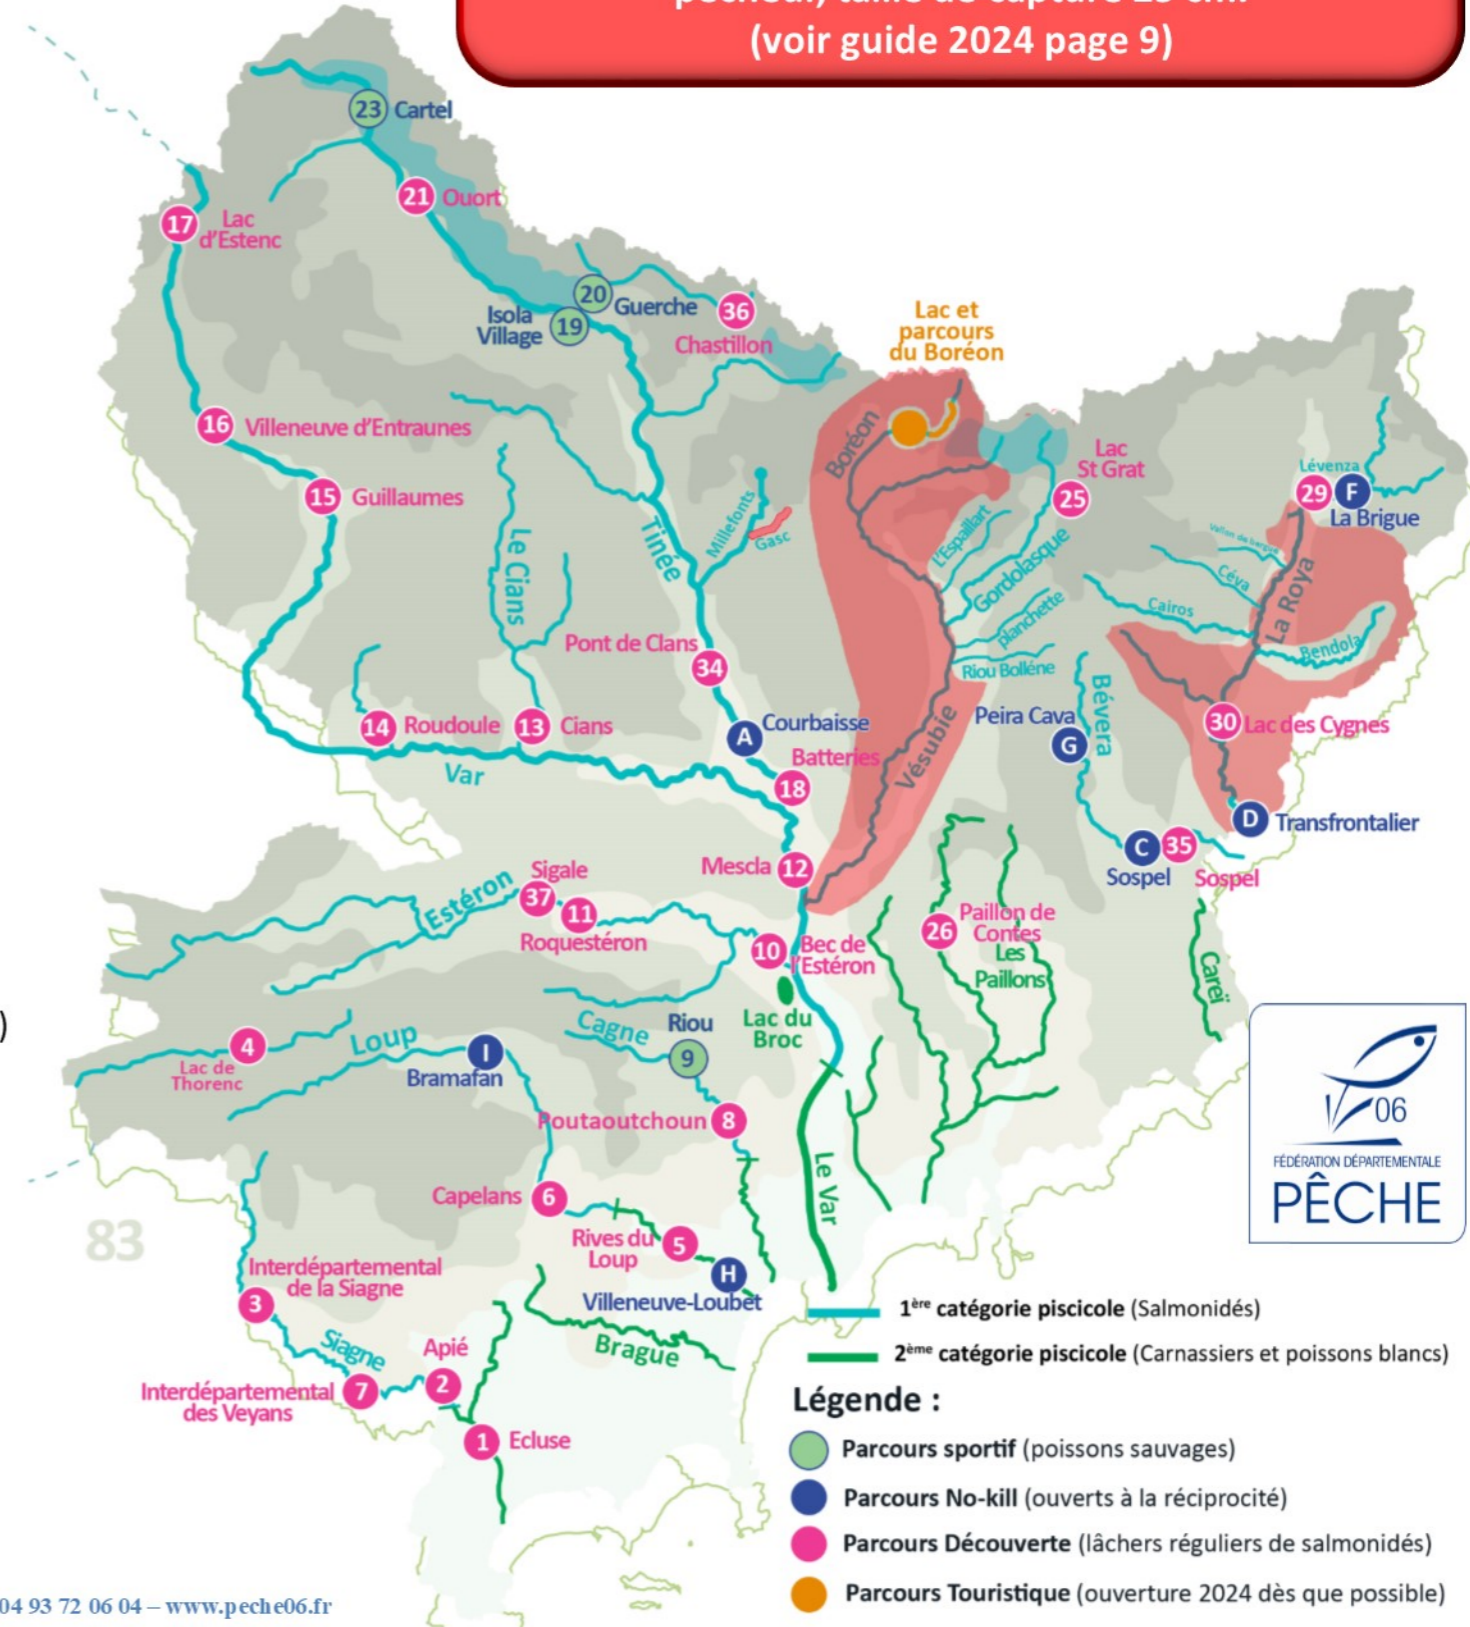 (voir guide 2024 page 9)
23 Cartel
21 Ouort
17 Lac
d'Estenc
20 Guerche
Isola
Village 19
36
Chastillon
Lac et
parcours
du Boréon
Boréon
16 Villeneuve d'Entraunes
15 Guillaumes
Lac
St Grat
25
Lévenza
29 F
La Brigue
Le Cians
Tinée
Millefonts
Gasc
L'Espaillart
Gordolasque
planchette
Riou Bolléne
Céva
Cairos
La Roya
Bendola
Pont de Clans
34
14 Roudoule 13 Cians
Var
A Courbaisse
Batteries
18
Vésubie
Peira Cava
G
Bévera
30 Lac des Cygnes
D Transfrontalier
C 35
Sospel Sospel
Mescla 12
Estéron
Sigale
37 11
Roquestéron
10 Bec de
l'Estéron
26 Paillon de
Contes
Les
Paillons
Careï
Lac du
Broc
)
4
Lac de
Thorenc
Loup
I
Bramafan
Cagne
Riou
9
Poutaoutchoun 8
Le Var
Capelans 6
Rives du
Loup 5
H
Villeneuve-Loubet
83
Interdépartemental
de la Siagne
3
Siagne
Apié
2
Interdépartemental
des Veyans 7
1 Ecluse
Brague
06
FÉDÉRATION DÉPARTEMENTALE
PÊCHE
1ère catégorie piscicole (Salmonidés)
2ème catégorie piscicole (Carnassiers et poissons blancs)
Légende :
Parcours sportif (poissons sauvages)
Parcours No-kill (ouverts à la réciprocité)
Parcours Découverte (lâchers réguliers de salmonidés)
Parcours Touristique (ouverture 2024 dès que possible)
04 93 72 06 04 – www.peche06.fr